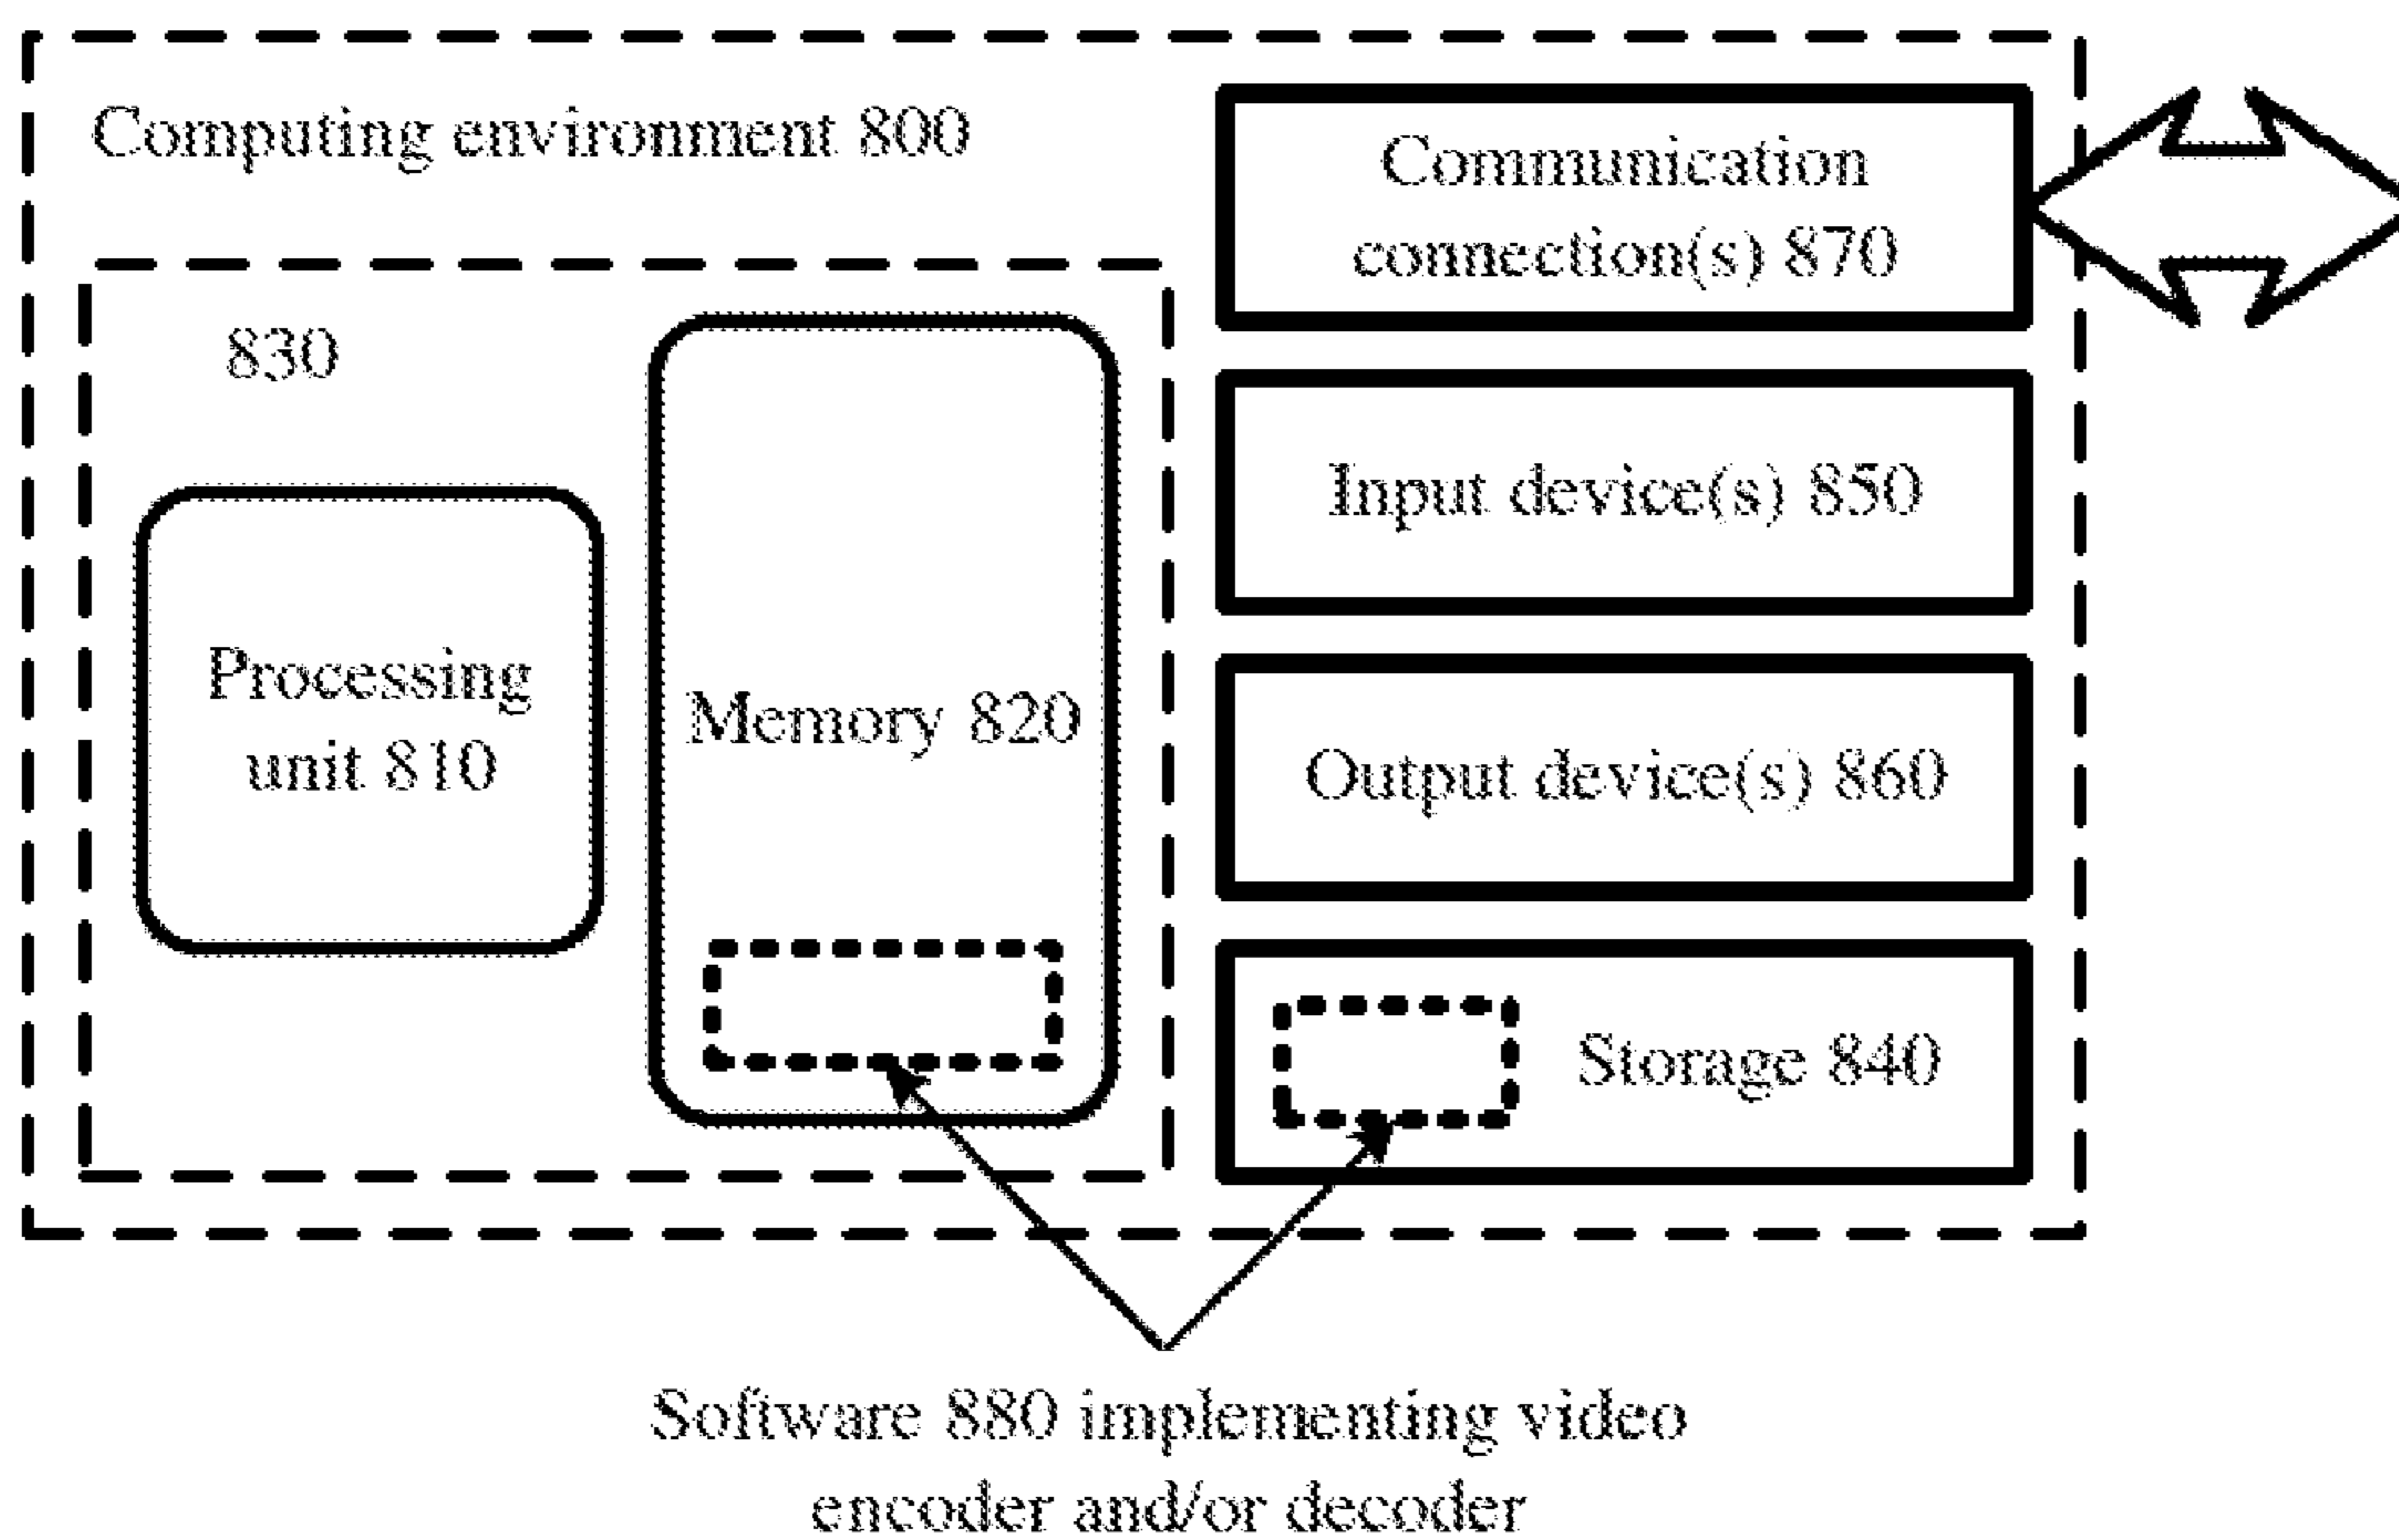 Computing environment 800
830
Processing
unit 810
Memory 820
Communication
connection(s) 870
Input device(s) 850
Output device(s) 860
Storage 840
Software 880 implementing video
encoder and/or decoder